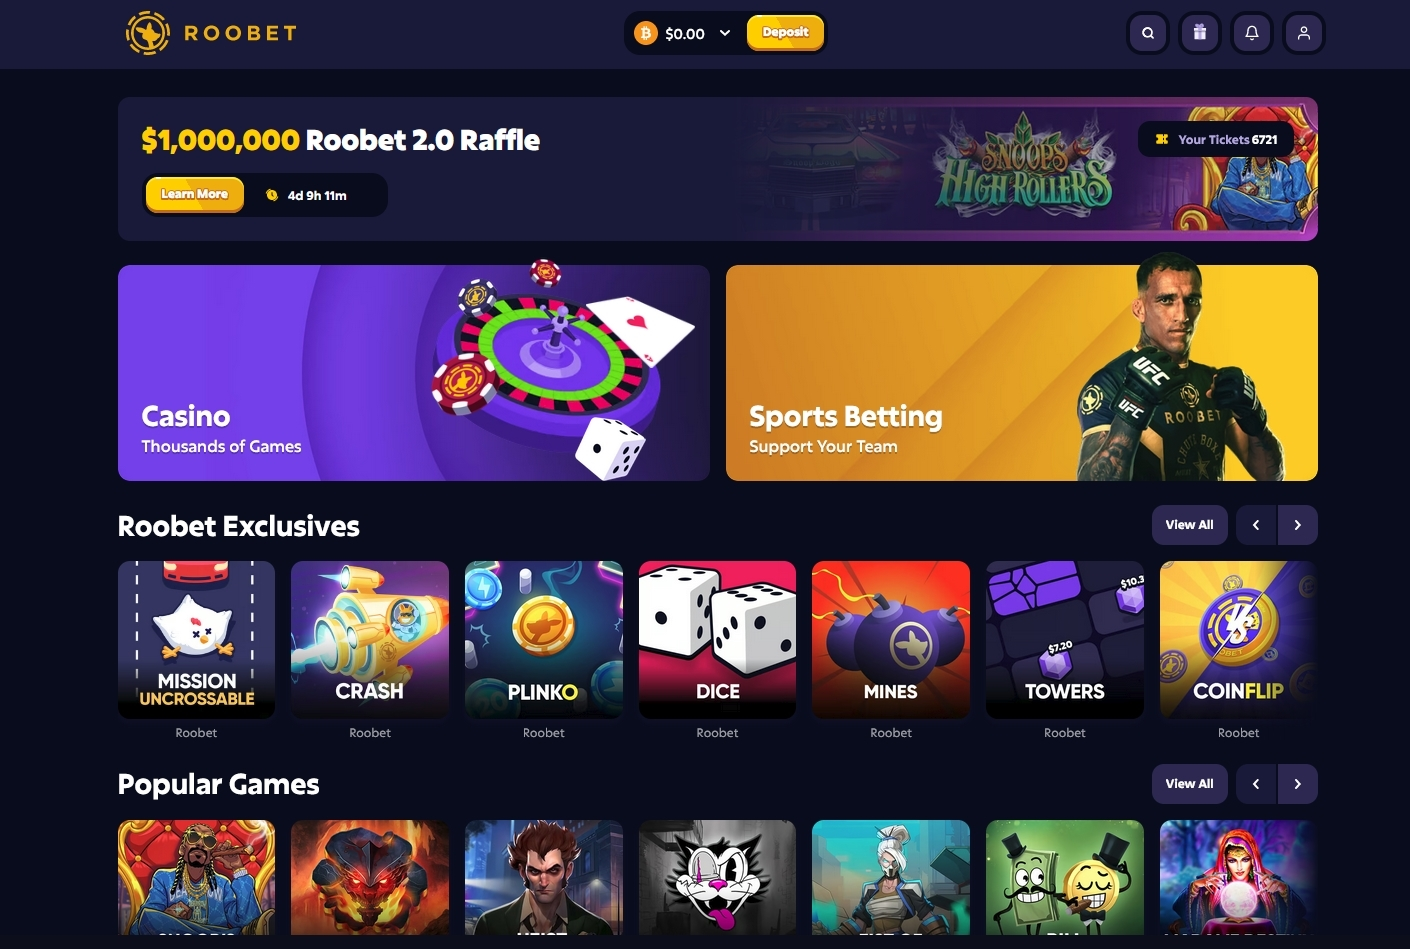 ROOBET
$0.00
Deposit
$1,000,000 Roobet 2.0 Raffle
Learn More
4d 9h 11m
SNOOP'S
HIGH ROLLERS
Your Tickets 6721
Casino
Thousands of Games
Sports Betting
Support Your Team
UFC
UFC
ROOBET
Roobet Exclusives
View All
MISSION
UNCROSSABLE
CRASH
PLINKO
DICE
MINES
$10.3
$7.20
TOWERS
VS
COINFLIP
Roobet
Roobet
Roobet
Roobet
Roobet
Roobet
Roobet
Popular Games
View All